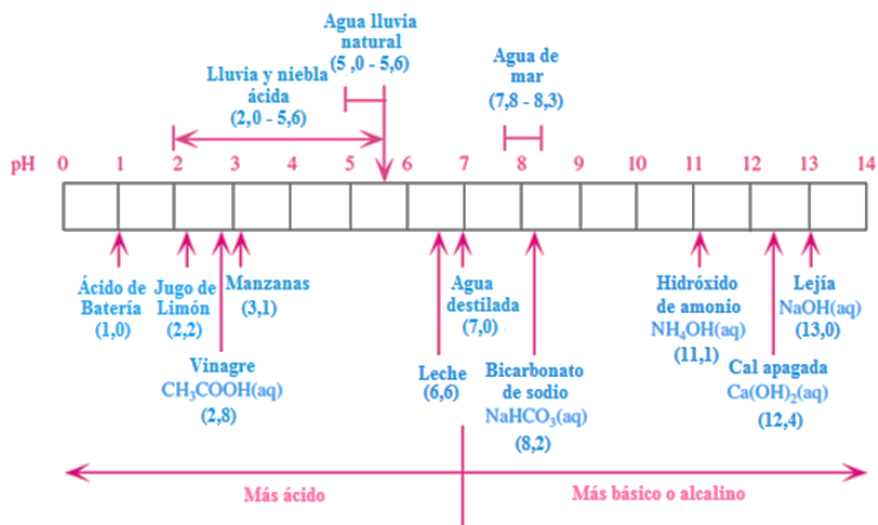 Agua lluvia
natural
(5 ,0 - 5,6)
Lluvia y niebla
ácida
(2,0 - 5,6)
Agua de
mar
(7,8 - 8,3)
pH 0 1 2 3 4 5 6 7 8 9 10 11 12 13 14
Ácido de
Batería
(1,0)
Jugo de
Limón
(2,2)
Vinagre
CH₃COOH(aq)
(2,8)
Manzanas
(3,1)
Leche
(6,6)
Agua
destilada
(7,0)
Bicarbonato
de sodio
NaHCO₃(aq)
(8,2)
Hidróxido
de amonio
NH₄OH(aq)
(11,1)
Cal apagada
Ca(OH)₂(aq)
(12,4)
Lejía
NaOH(aq)
(13,0)
Más ácido
Más básico o alcalino